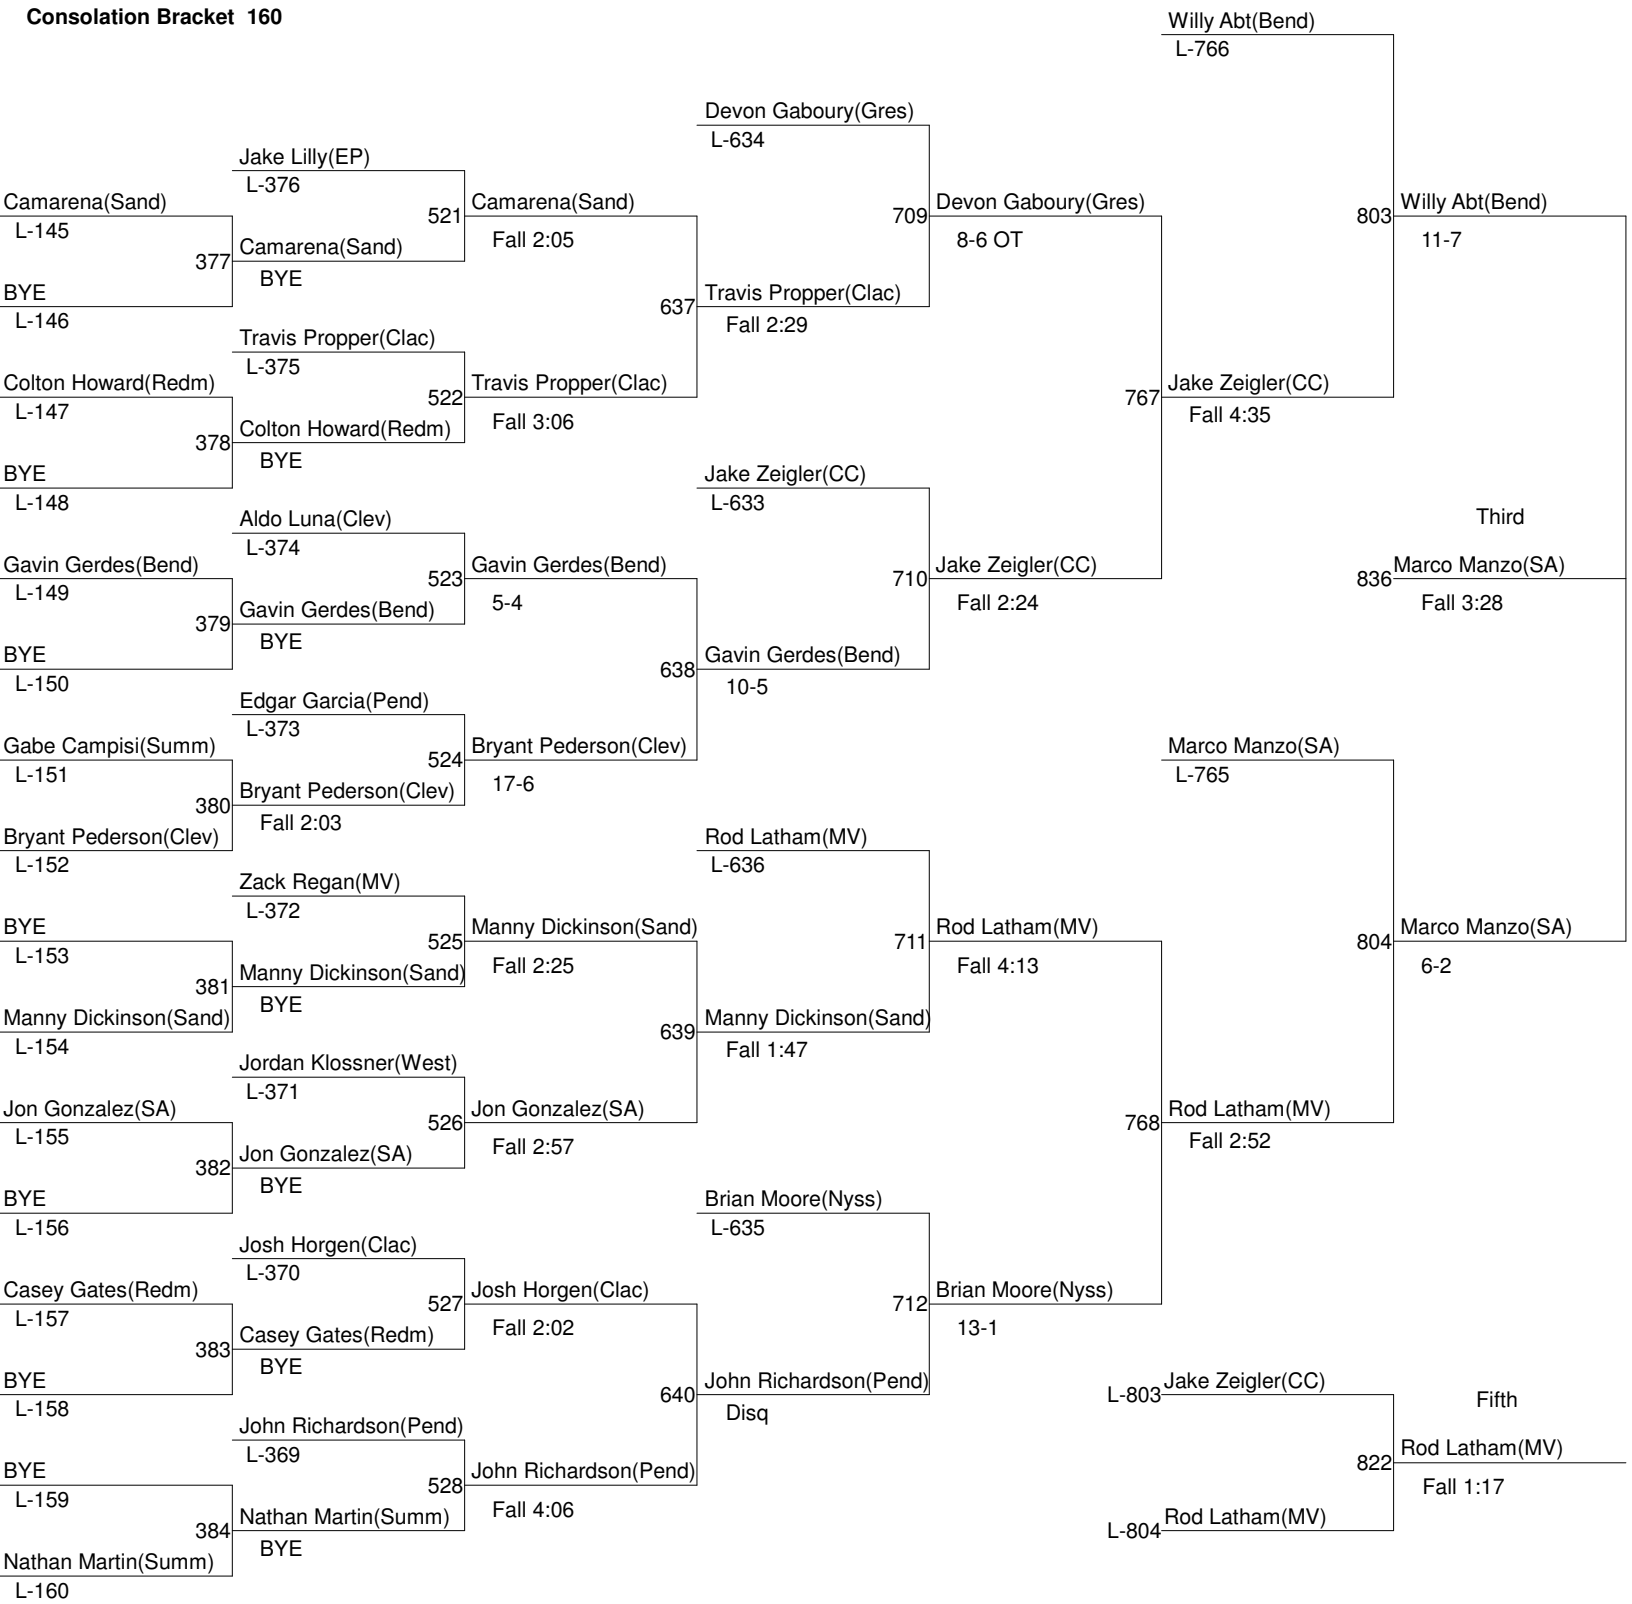 Consolation Bracket 160
Willy Abt(Bend)
L-766
Devon Gaboury(Gres)
L-634
Jake Lilly(EP)
L-376
Camarena(Sand)
L-145
521
Camarena(Sand)
Fall 2:05
709
Devon Gaboury(Gres)
8-6 OT
803
Willy Abt(Bend)
11-7
377
Camarena(Sand)
BYE
BYE
L-146
637
Travis Propper(Clac)
Fall 2:29
Travis Propper(Clac)
L-375
Colton Howard(Redm)
L-147
522
Travis Propper(Clac)
Fall 3:06
767
Jake Zeigler(CC)
Fall 4:35
378
Colton Howard(Redm)
BYE
BYE
L-148
Jake Zeigler(CC)
L-633
Aldo Luna(Clev)
L-374
Third
Gavin Gerdes(Bend)
L-149
523
Gavin Gerdes(Bend)
5-4
710
Jake Zeigler(CC)
Fall 2:24
836
Marco Manzo(SA)
Fall 3:28
379
Gavin Gerdes(Bend)
BYE
BYE
L-150
638
Gavin Gerdes(Bend)
10-5
Edgar Garcia(Pend)
L-373
Gabe Campisi(Summ)
L-151
524
Bryant Pederson(Clev)
17-6
Marco Manzo(SA)
L-765
380
Bryant Pederson(Clev)
Fall 2:03
Bryant Pederson(Clev)
L-152
Rod Latham(MV)
L-636
Zack Regan(MV)
L-372
BYE
L-153
525
Manny Dickinson(Sand)
Fall 2:25
711
Rod Latham(MV)
Fall 4:13
804
Marco Manzo(SA)
6-2
381
Manny Dickinson(Sand)
BYE
Manny Dickinson(Sand)
L-154
639
Manny Dickinson(Sand)
Fall 1:47
Jordan Klossner(West)
L-371
Jon Gonzalez(SA)
L-155
526
Jon Gonzalez(SA)
Fall 2:57
768
Rod Latham(MV)
Fall 2:52
382
Jon Gonzalez(SA)
BYE
BYE
L-156
Brian Moore(Nyss)
L-635
Josh Horgen(Clac)
L-370
Casey Gates(Redm)
L-157
527
Josh Horgen(Clac)
Fall 2:02
712
Brian Moore(Nyss)
13-1
383
Casey Gates(Redm)
BYE
BYE
L-158
640
John Richardson(Pend)
Disq
L-803
Jake Zeigler(CC)
Fifth
John Richardson(Pend)
L-369
822
Rod Latham(MV)
Fall 1:17
BYE
L-159
528
John Richardson(Pend)
Fall 4:06
384
Nathan Martin(Summ)
BYE
L-804
Rod Latham(MV)
Nathan Martin(Summ)
L-160